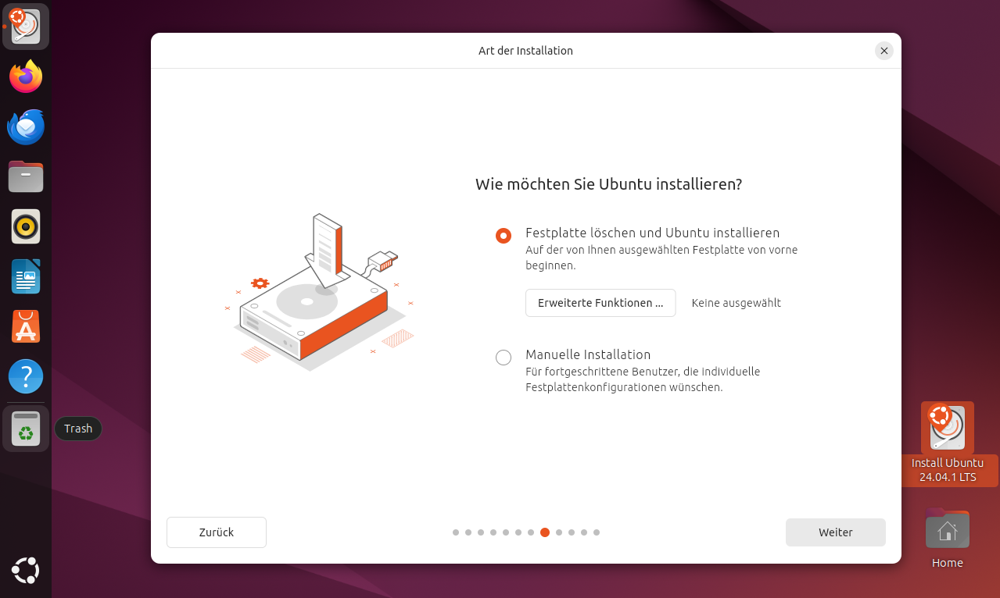 Art der Installation
Wie möchten Sie Ubuntu installieren?
Festplatte löschen und Ubuntu installieren
Auf der von Ihnen ausgewählten Festplatte von vorne
beginnen.
Erweiterte Funktionen ...
Keine ausgewählt
Manuelle Installation
Für fortgeschrittene Benutzer, die individuelle
Festplattenkonfigurationen wünschen.
Trash
Install Ubuntu
24.04.1 LTS
Zurück
Weiter
Home